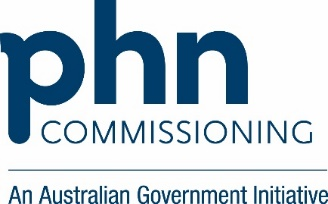 phn
COMMISSIONING
An Australian Government Initiative